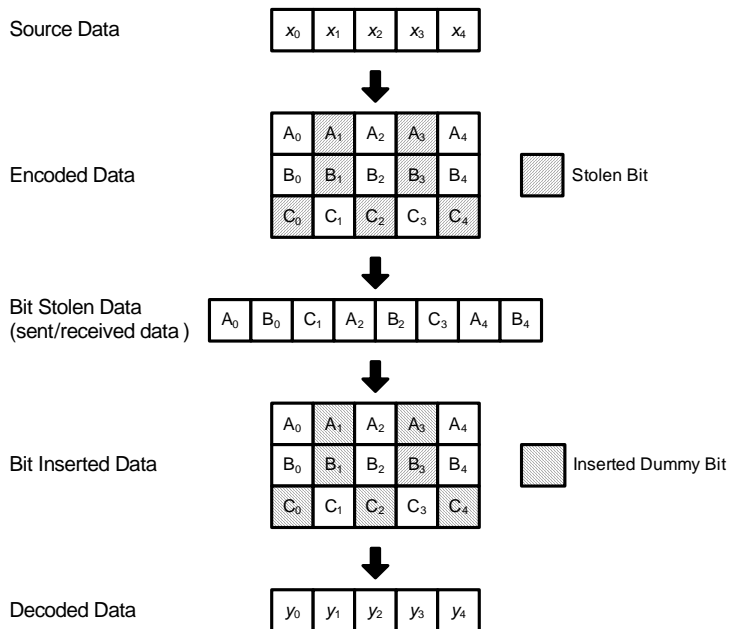 Source Data
x₀ x₁ x₂ x₃ x₄
A₀ A₁ A₂ A₃ A₄
Encoded Data
B₀ B₁ B₂ B₃ B₄
Stolen Bit
C₀ C₁ C₂ C₃ C₄
Bit Stolen Data
(sent/received data )
A₀ B₀ C₁ A₂ B₂ C₃ A₄ B₄
A₀ A₁ A₂ A₃ A₄
Bit Inserted Data
B₀ B₁ B₂ B₃ B₄
Inserted Dummy Bit
C₀ C₁ C₂ C₃ C₄
Decoded Data
y₀ y₁ y₂ y₃ y₄